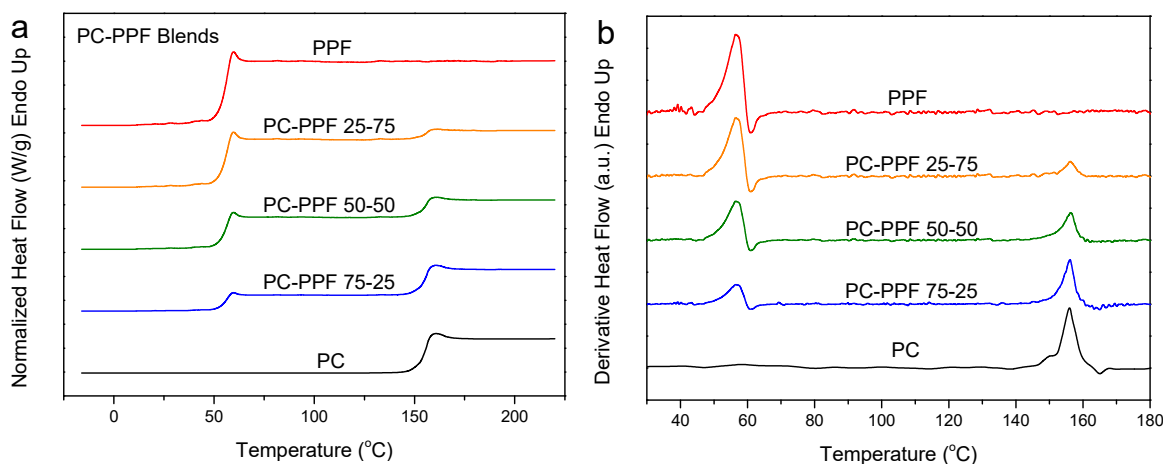 a
PC-PPF Blends
PPF
PC-PPF 25-75
PC-PPF 50-50
PC-PPF 75-25
PC
Normalized Heat Flow (W/g) Endo Up
0 50 100 150 200
Temperature (°C)
b
PPF
PC-PPF 25-75
PC-PPF 50-50
PC-PPF 75-25
PC
Derivative Heat Flow (a.u.) Endo Up
40 60 80 100 120 140 160 180
Temperature (°C)